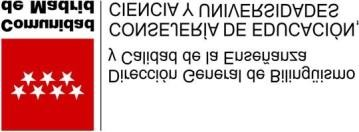 Dirección General de Bilingüismo
y Calidad de la Enseñanza
CONSEJERÍA DE EDUCACIÓN,
CIENCIA Y UNIVERSIDADES
Comunidad
de Madrid